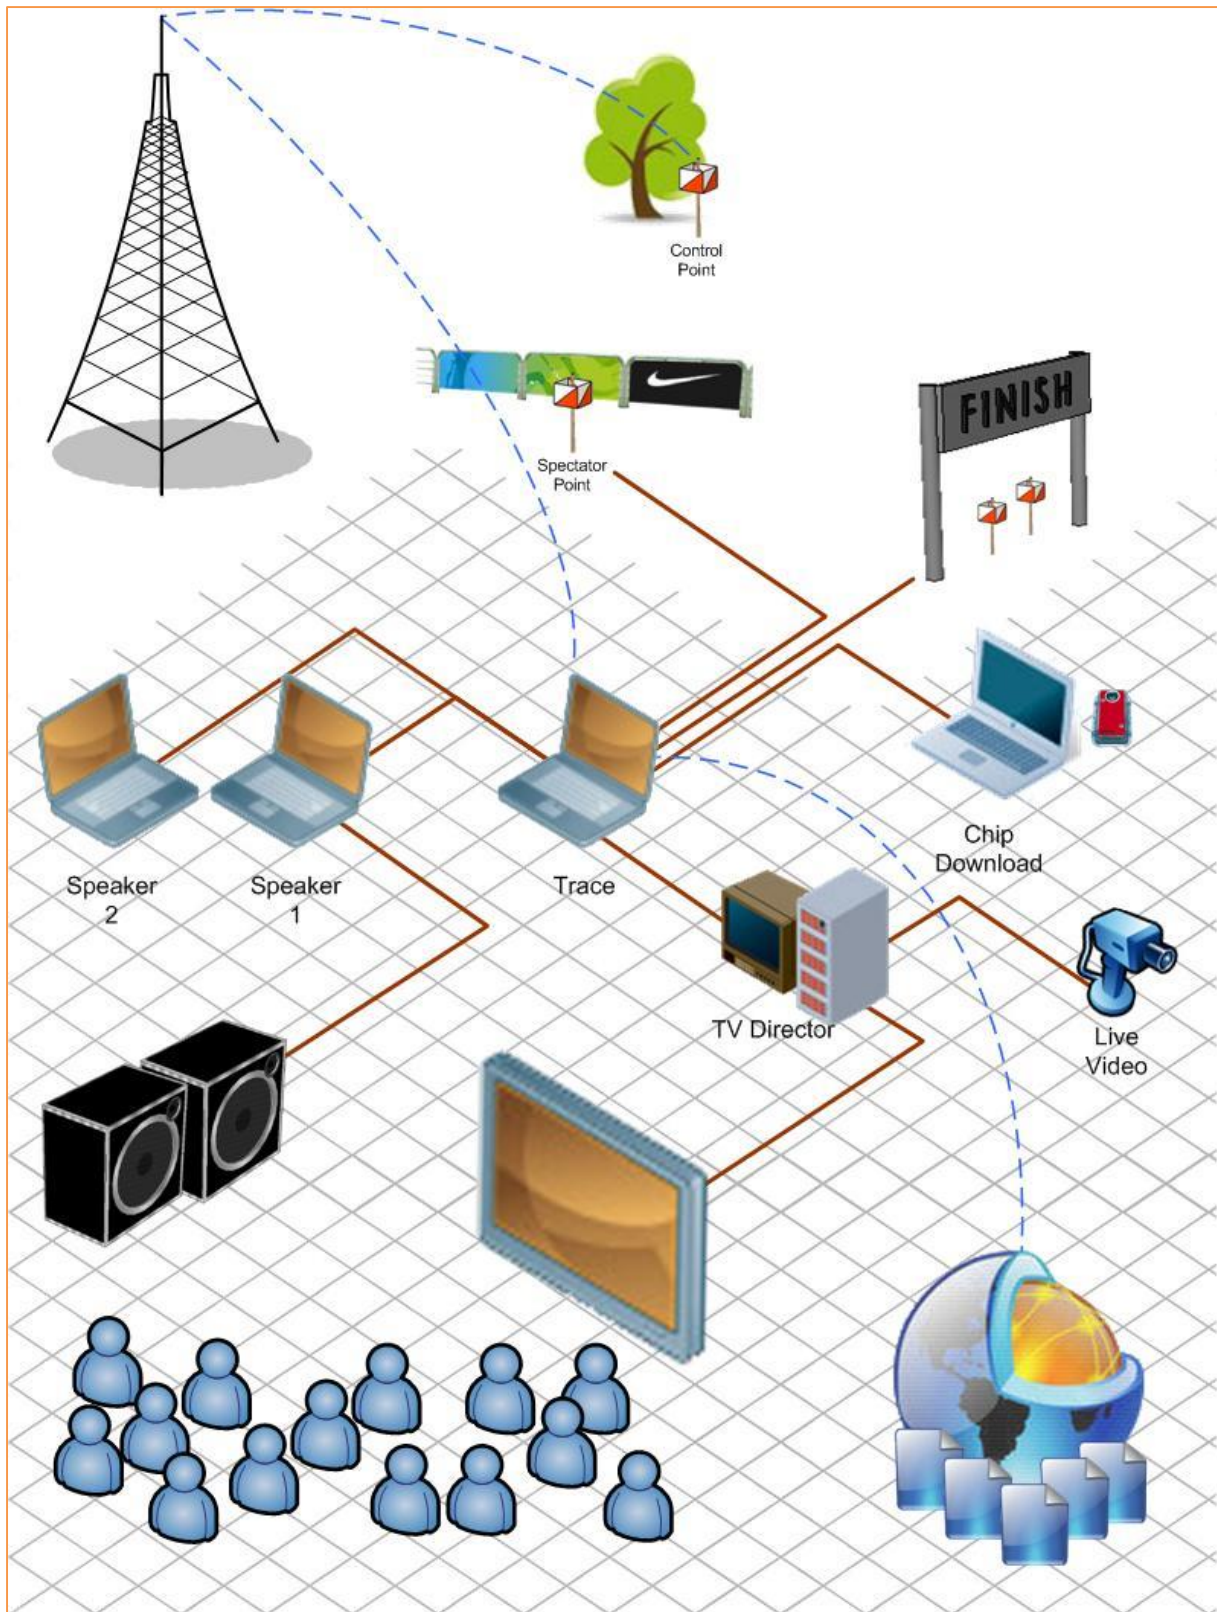 Control
Point
FINISH
Spectator
Point
Speaker
2
Speaker
1
Trace
Chip
Download
TV Director
Live
Video